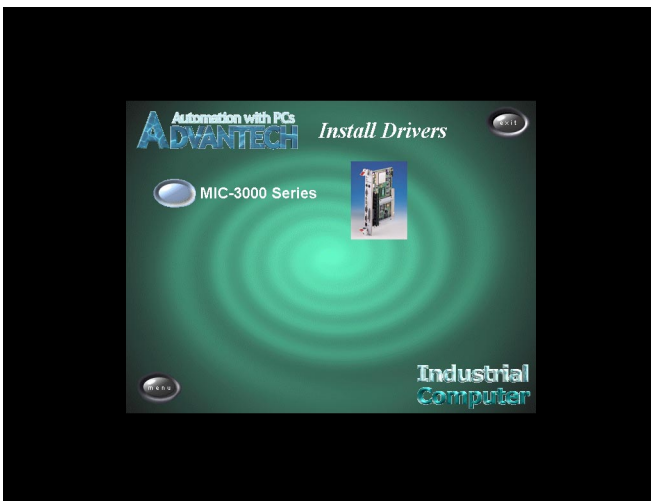 Automation with PCs
ADVANTECH
Install Drivers
exit
MIC-3000 Series
menu
Industrial
Computer